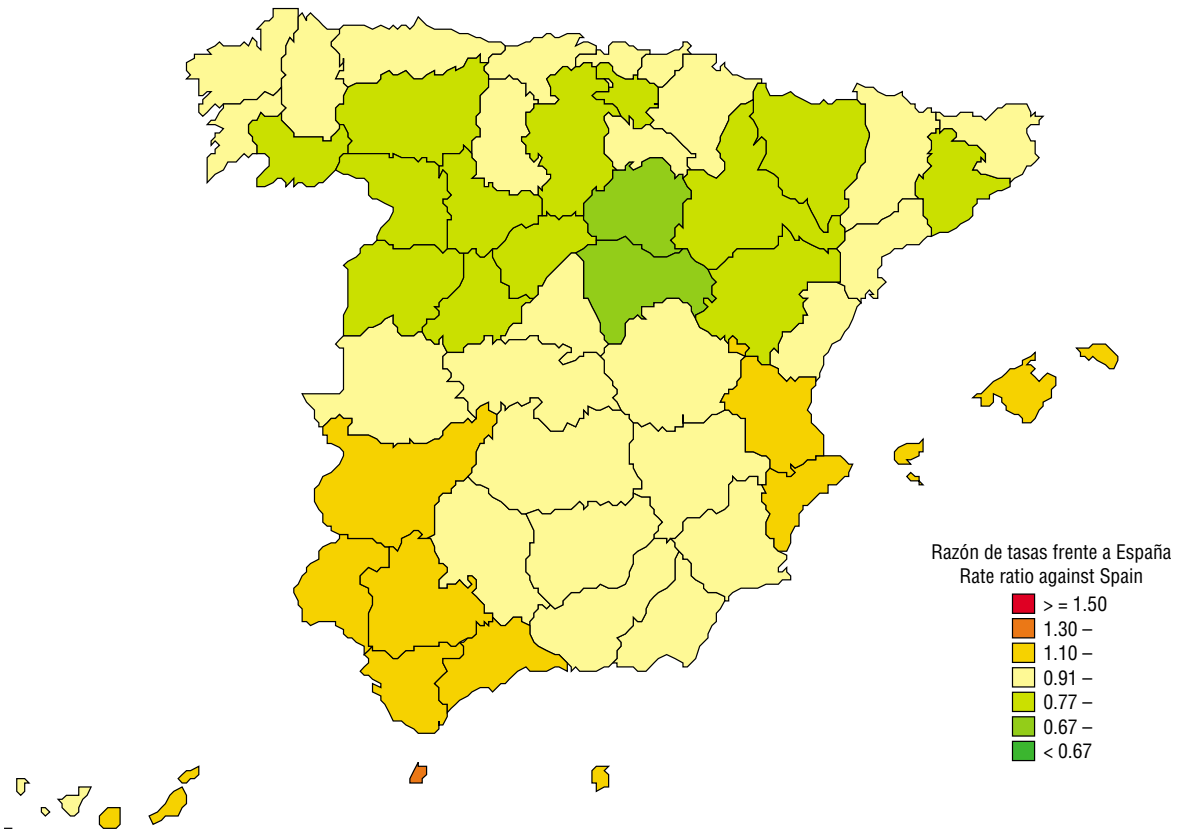 Razón de tasas frente a España
Rate ratio against Spain
> = 1.50
1.30 –
1.10 –
0.91 –
0.77 –
0.67 –
< 0.67